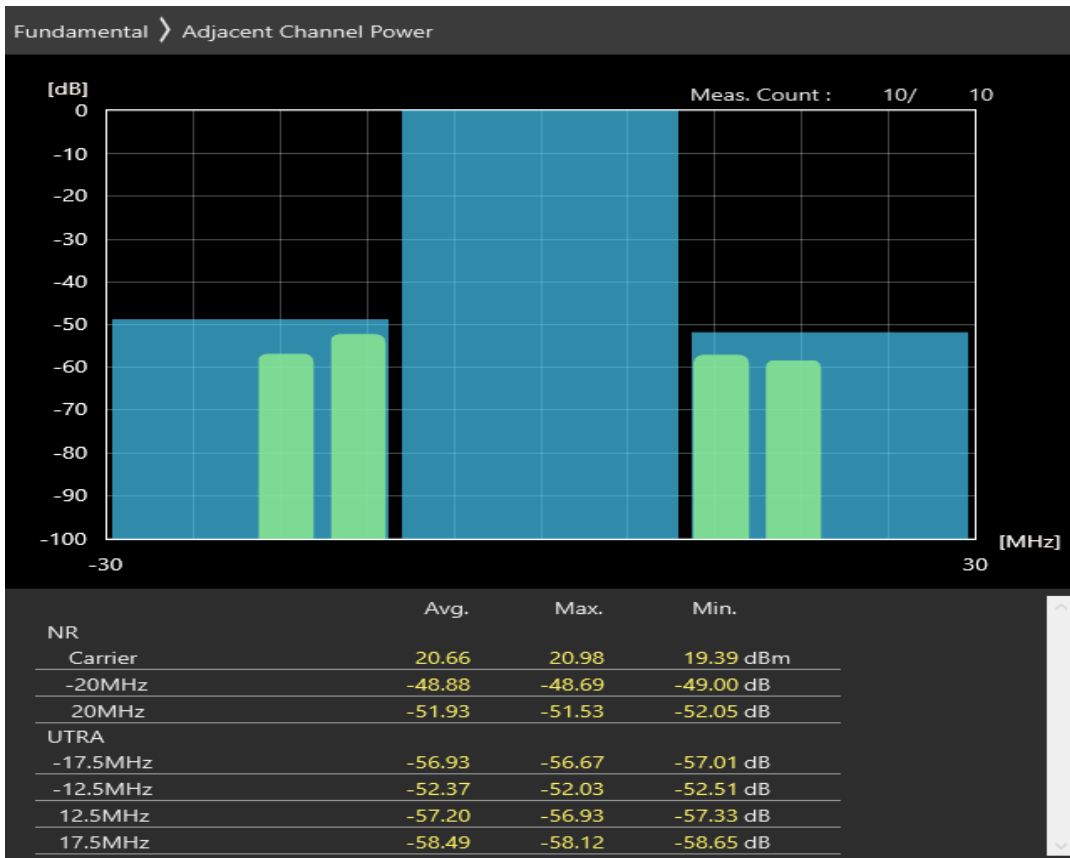 Fundamental 〉 Adjacent Channel Power
[dB]
Meas. Count : 10/ 10
0
-10
-20
-30
-40
-50
-60
-70
-80
-90
-100
[MHz]
-30 30
Avg. Max. Min.
NR
Carrier 20.66 20.98 19.39 dBm
-20MHz -48.88 -48.69 -49.00 dB
20MHz -51.93 -51.53 -52.05 dB
UTRA
-17.5MHz -56.93 -56.67 -57.01 dB
-12.5MHz -52.37 -52.03 -52.51 dB
12.5MHz -57.20 -56.93 -57.33 dB
17.5MHz -58.49 -58.12 -58.65 dB